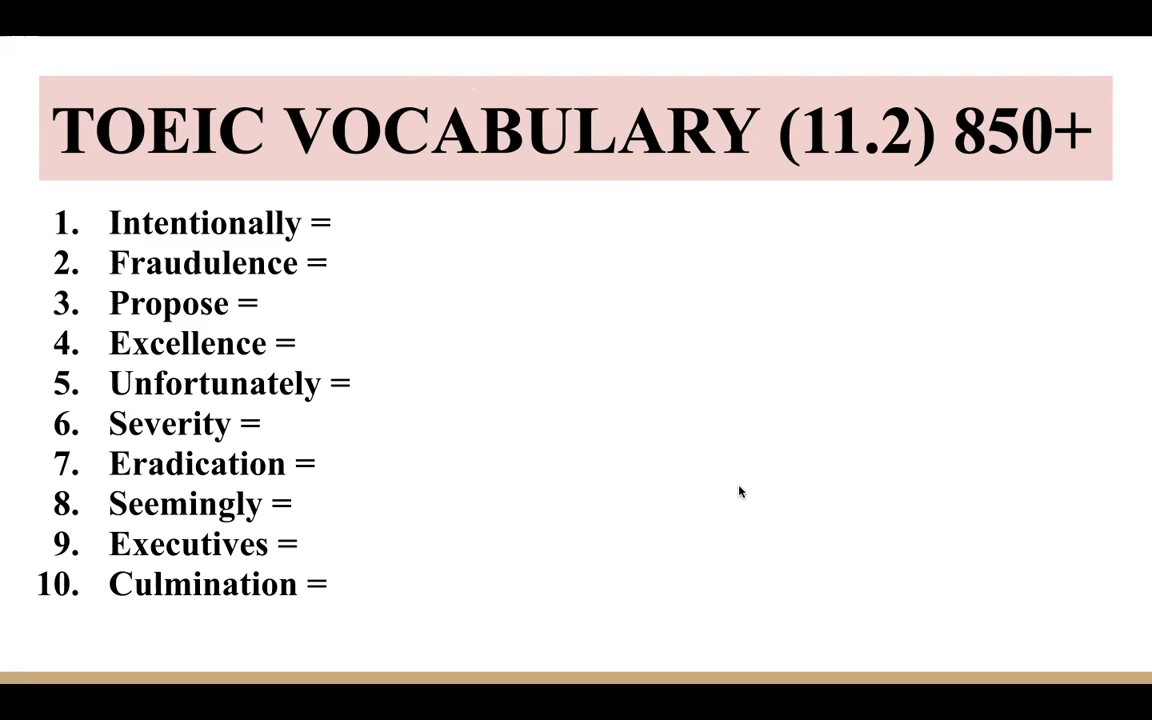 TOEIC VOCABULARY (11.2) 850+
1. Intentionally =
2. Fraudulence =
3. Propose =
4. Excellence =
5. Unfortunately =
6. Severity =
7. Eradication =
8. Seemingly =
9. Executives =
10. Culmination =